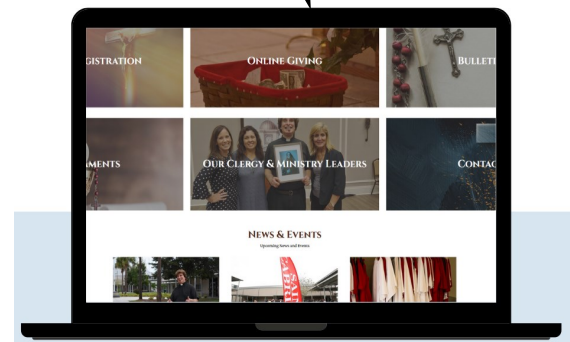 GISTRATION
ONLINE GIVING
BULLETI
MENTS
OUR CLERGY & MINISTRY LEADERS
CONTAC
NEWS & EVENTS
Upcoming News and Events